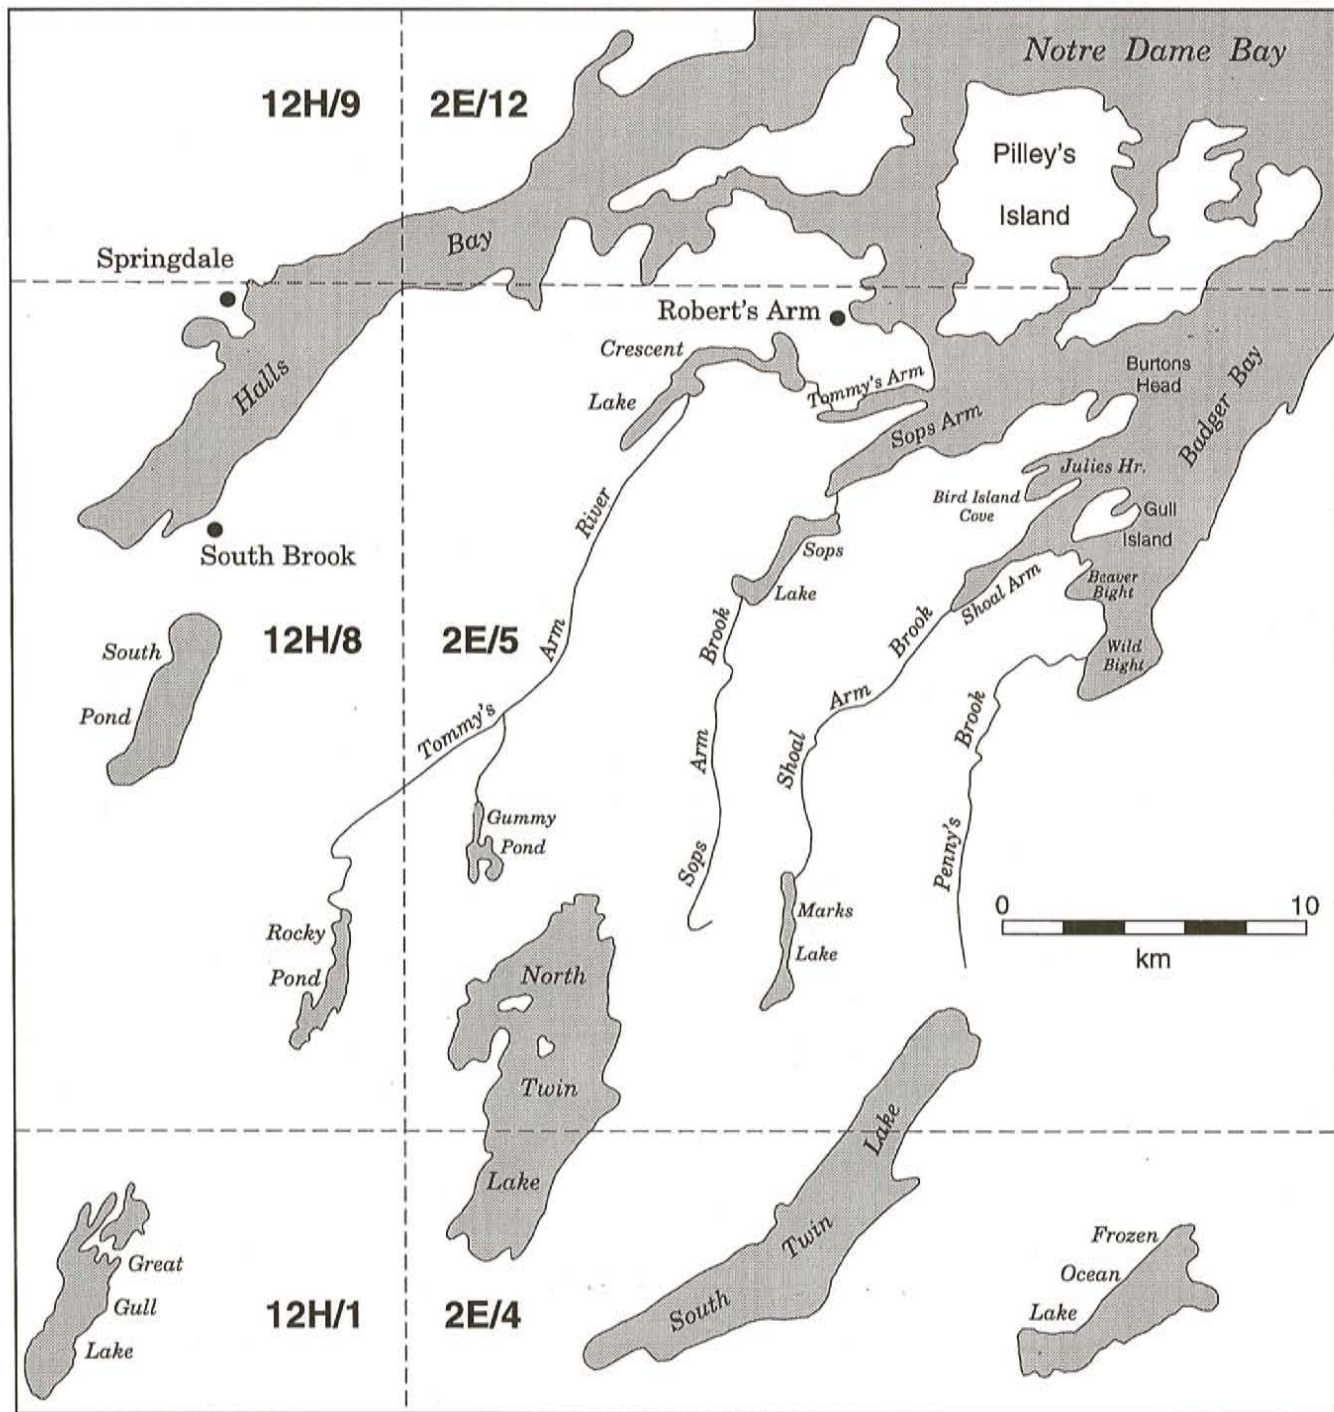 Notre Dame Bay
12H/9
2E/12
Pilley's
Island
Bay
Springdale
Robert's Arm
Crescent
Lake
Halls
Tommy's Arm
Burtons
Head
Badger Bay
Sops Arm
Julies Hr.
Bird Island
Cove
Gull
Island
South Brook
Sops
Lake
Shoal Arm
Beaver
Bight
Wild
Bight
12H/8
2E/5
South
Pond
Tommy's Arm River
Sops Arm Brook
Shoal Arm Brook
Penny's Brook
Gummy
Pond
Marks
Lake
0 10
km
Rocky
Pond
North
Twin
Lake
South Twin Lake
Great
Gull
Lake
12H/1
2E/4
Frozen
Ocean
Lake